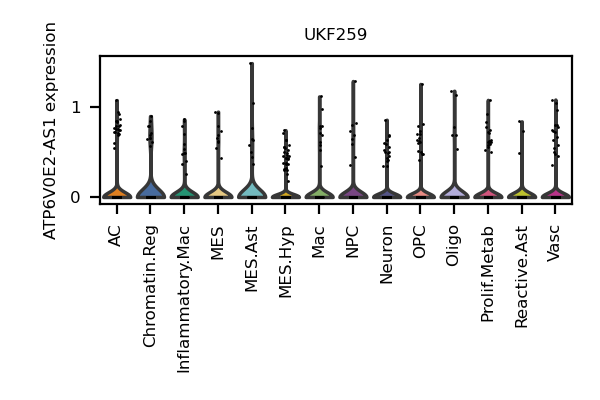 UKF259
ATP6V0E2-AS1 expression
1
0
AC
Chromatin.Reg
Inflammatory.Mac
MES
MES.Ast
MES.Hyp
Mac
NPC
Neuron
OPC
Oligo
Prolif.Metab
Reactive.Ast
Vasc